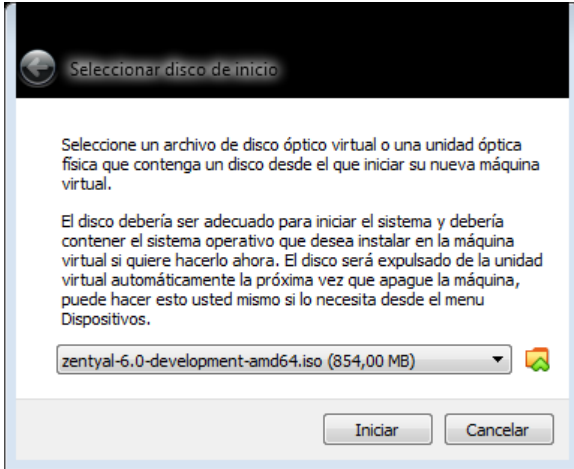 Seleccionar disco de inicio
Seleccione un archivo de disco óptico virtual o una unidad óptica
física que contenga un disco desde el que iniciar su nueva máquina
virtual.
El disco debería ser adecuado para iniciar el sistema y debería
contener el sistema operativo que desea instalar en la máquina
virtual si quiere hacerlo ahora. El disco será expulsado de la unidad
virtual automáticamente la próxima vez que apague la máquina,
puede hacer esto usted mismo si lo necesita desde el menu
Dispositivos.
zentyal-6.0-development-amd64.iso (854,00 MB)
Iniciar Cancelar